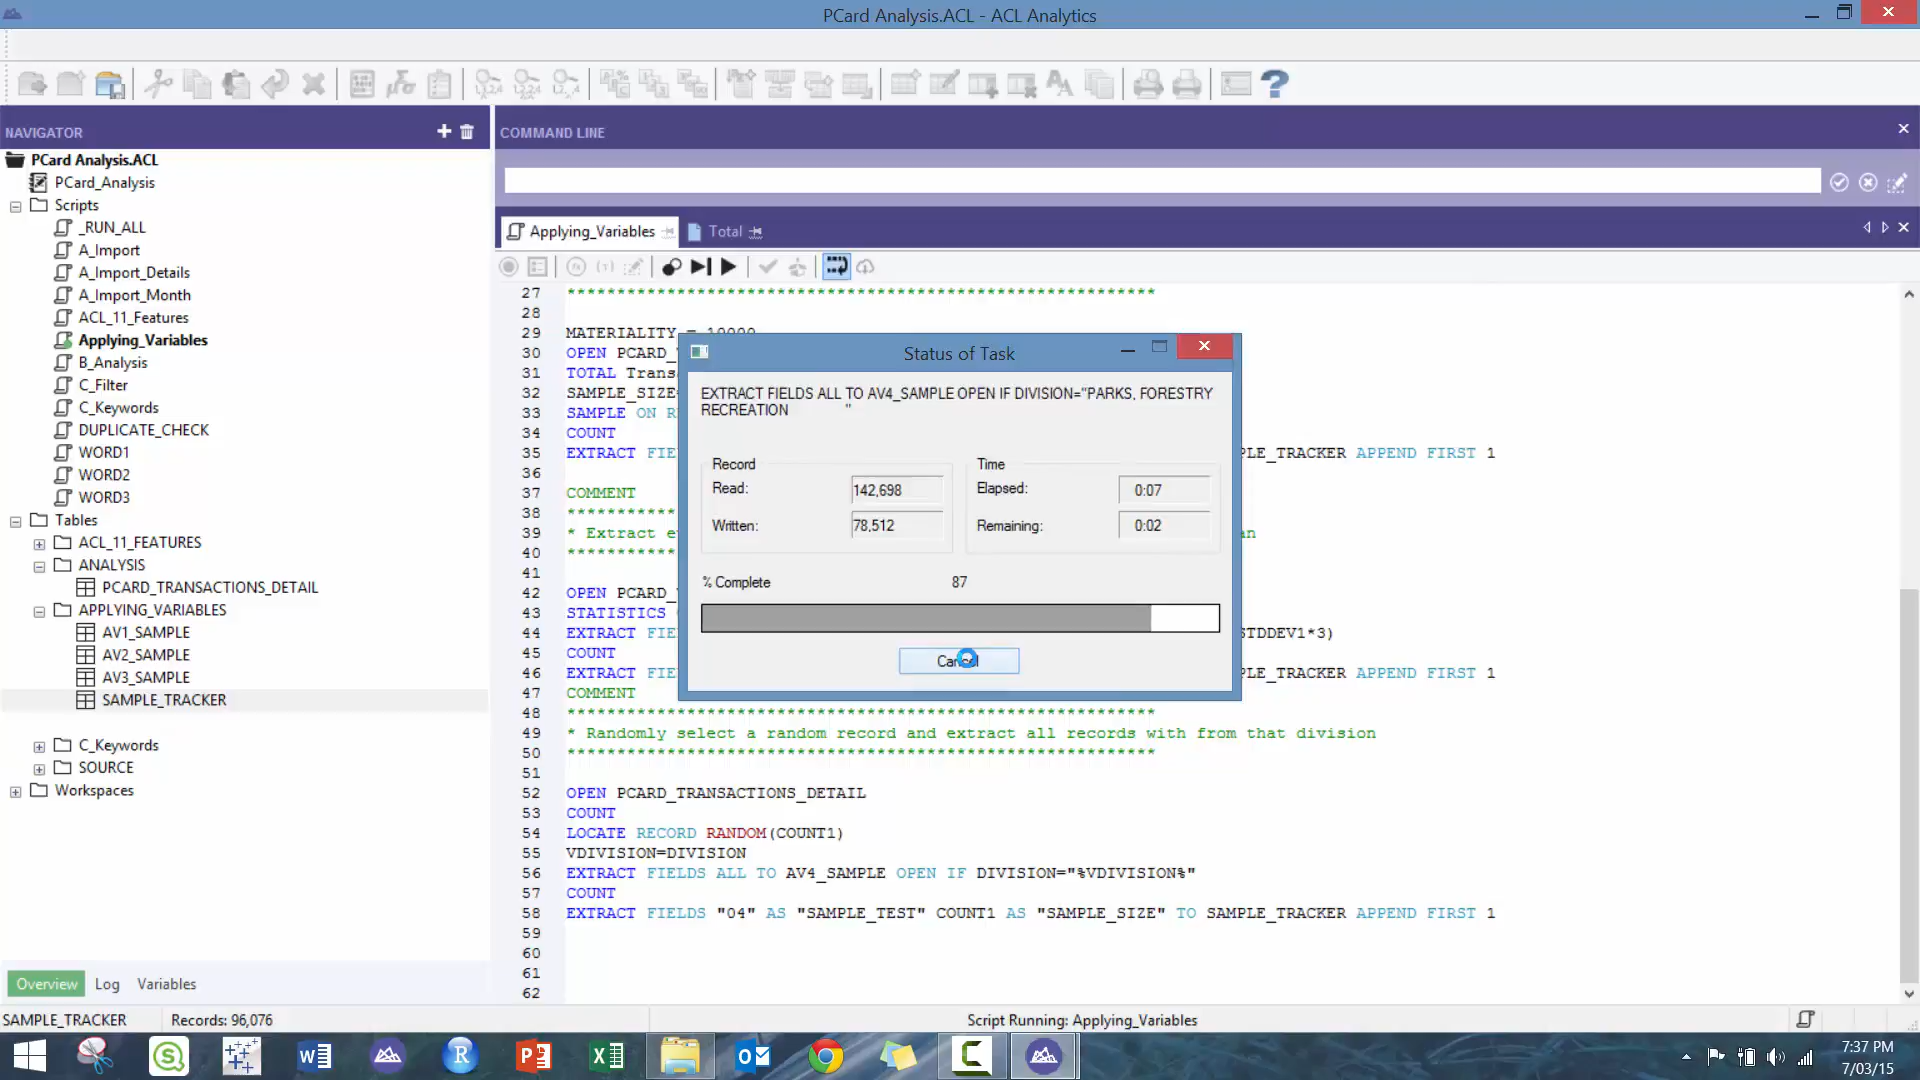 PCard Analysis.ACL - ACL Analytics
NAVIGATOR
PCard Analysis.ACL
PCard_Analysis
Scripts
_RUN_ALL
A_Import
A_Import_Details
A_Import_Month
ACL_11_Features
Applying_Variables
B_Analysis
C_Filter
C_Keywords
DUPLICATE_CHECK
WORD1
WORD2
WORD3
Tables
ACL_11_FEATURES
ANALYSIS
PCARD_TRANSACTIONS_DETAIL
APPLYING_VARIABLES
AV1_SAMPLE
AV2_SAMPLE
AV3_SAMPLE
SAMPLE_TRACKER
C_Keywords
SOURCE
Workspaces
Overview Log Variables
COMMAND LINE
Applying_Variables Total
27 **********************************************************
28
29 MATERIALITY = 10000
30 OPEN PCARD_
31 TOTAL Trans
32 SAMPLE_SIZE
33 SAMPLE ON R
34 COUNT
35 EXTRACT FIE PLE_TRACKER APPEND FIRST 1
36
37 COMMENT
38 ***********
39 * Extract e an
40 ***********
41
42 OPEN PCARD_
43 STATISTICS
44 EXTRACT FIE STDDEV1*3)
45 COUNT
46 EXTRACT FIE PLE_TRACKER APPEND FIRST 1
47 COMMENT
48 **********************************************************
49 * Randomly select a random record and extract all records with from that division
50 **********************************************************
51
52 OPEN PCARD_TRANSACTIONS_DETAIL
53 COUNT
54 LOCATE RECORD RANDOM(COUNT1)
55 VDIVISION=DIVISION
56 EXTRACT FIELDS ALL TO AV4_SAMPLE OPEN IF DIVISION="%VDIVISION%"
57 COUNT
58 EXTRACT FIELDS "04" AS "SAMPLE_TEST" COUNT1 AS "SAMPLE_SIZE" TO SAMPLE_TRACKER APPEND FIRST 1
59
60
61
62
Status of Task
EXTRACT FIELDS ALL TO AV4_SAMPLE OPEN IF DIVISION="PARKS, FORESTRY
RECREATION "
Record
Read: 142,698
Written: 78,512
Time
Elapsed: 0:07
Remaining: 0:02
% Complete 87
Cancel
SAMPLE_TRACKER Records: 96,076 Script Running: Applying_Variables
7:37 PM
7/03/15